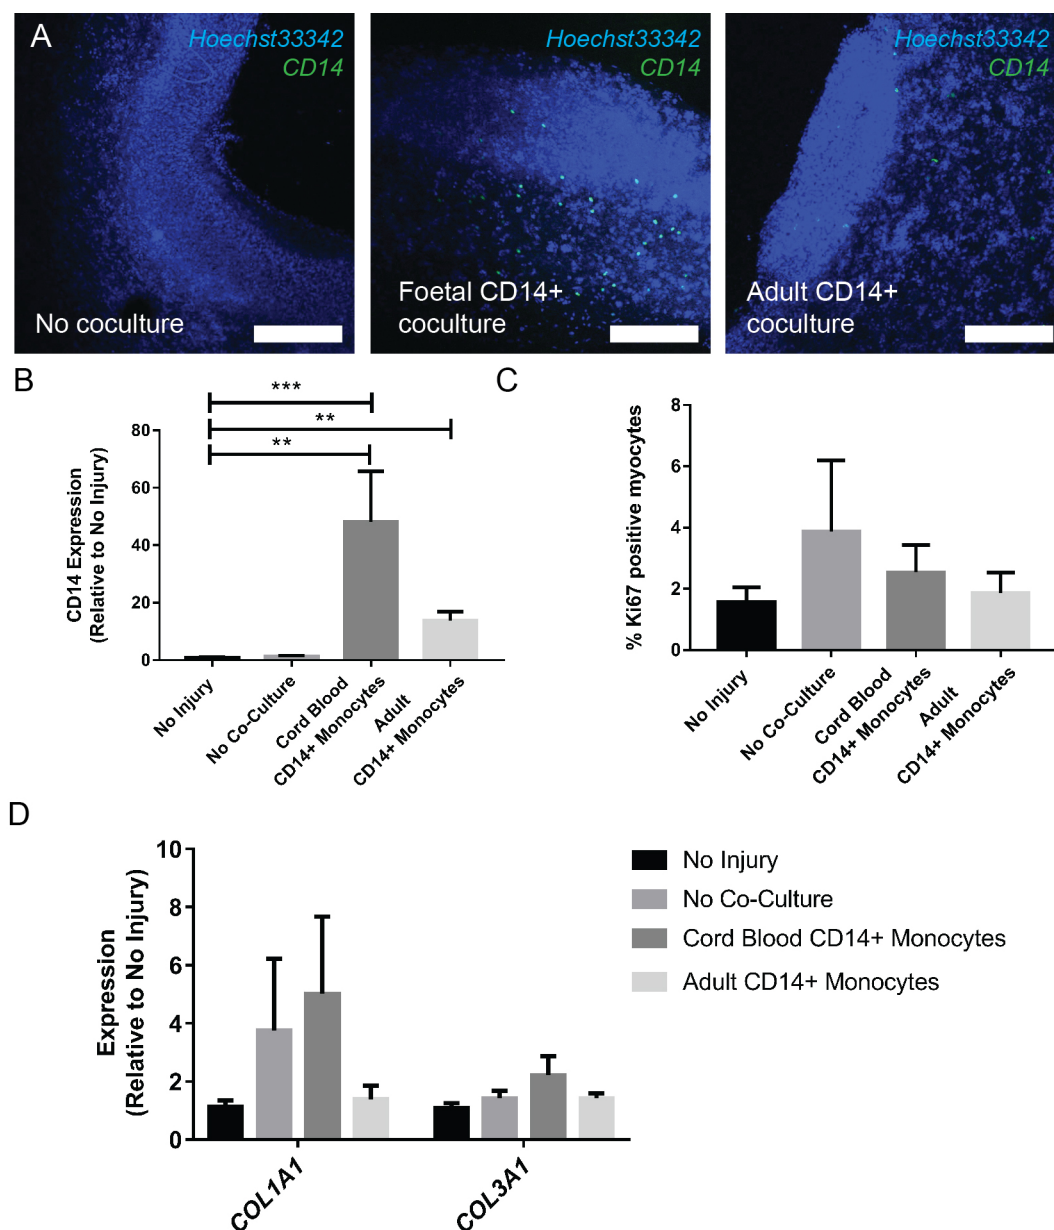 A
Hoechst33342
CD14
No coculture
Hoechst33342
CD14
Foetal CD14+
coculture
Hoechst33342
CD14
Adult CD14+
coculture
B
***
**
**
CD14 Expression
(Relative to No Injury)
80
60
40
20
0
No Injury
No Co-Culture
Cord Blood
CD14+ Monocytes
Adult
CD14+ Monocytes
C
% Ki67 positive myocytes
8
6
4
2
0
No Injury
No Co-Culture
Cord Blood
CD14+ Monocytes
Adult
CD14+ Monocytes
D
Expression
(Relative to No Injury)
10
8
6
4
2
0
COL1A1
COL3A1
No Injury
No Co-Culture
Cord Blood CD14+ Monocytes
Adult CD14+ Monocytes